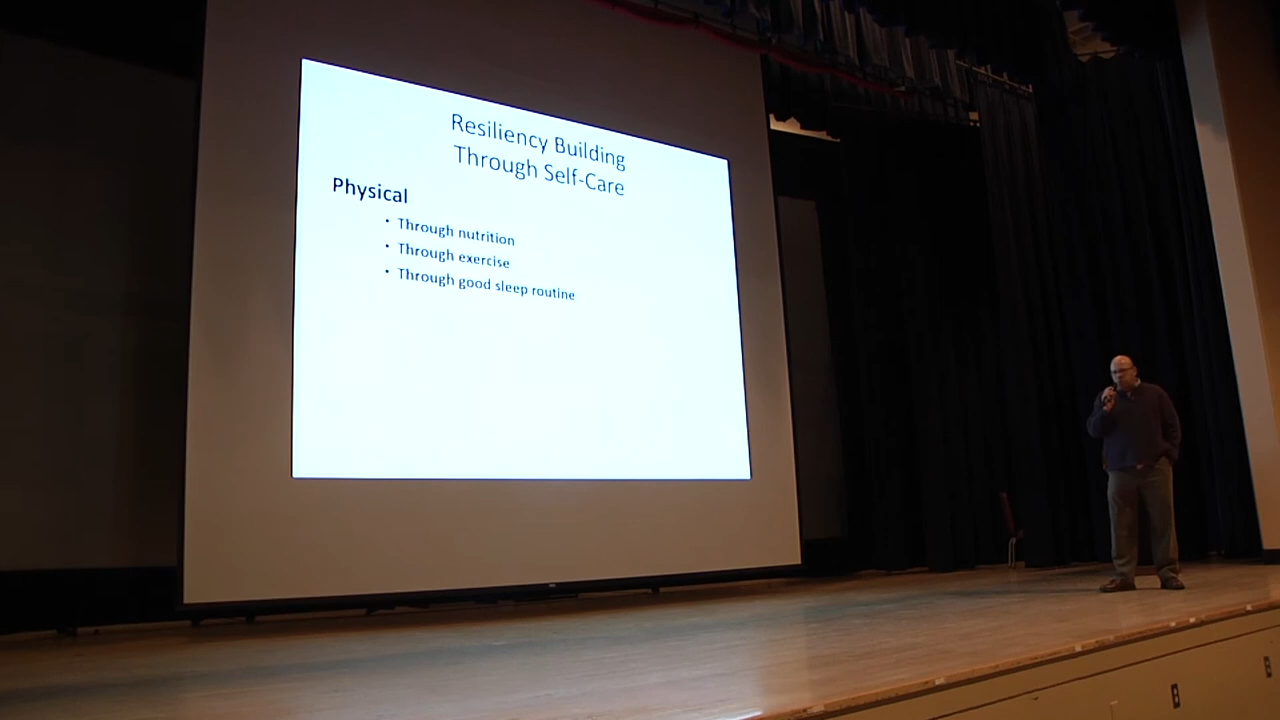 Resiliency Building
Through Self-Care
Physical
• Through nutrition
• Through exercise
• Through good sleep routine